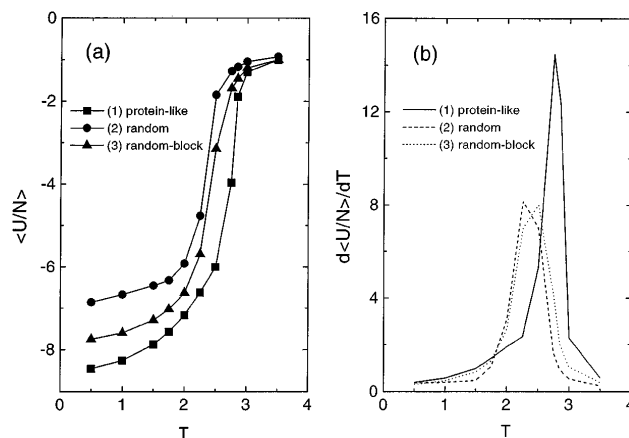 (a)
(1) protein-like
(2) random
(3) random-block
<U/N>
0
-2
-4
-6
-8
0 1 2 3 4
T
(b)
(1) protein-like
(2) random
(3) random-block
d<U/N>/dT
16
12
8
4
0
0 1 2 3 4
T